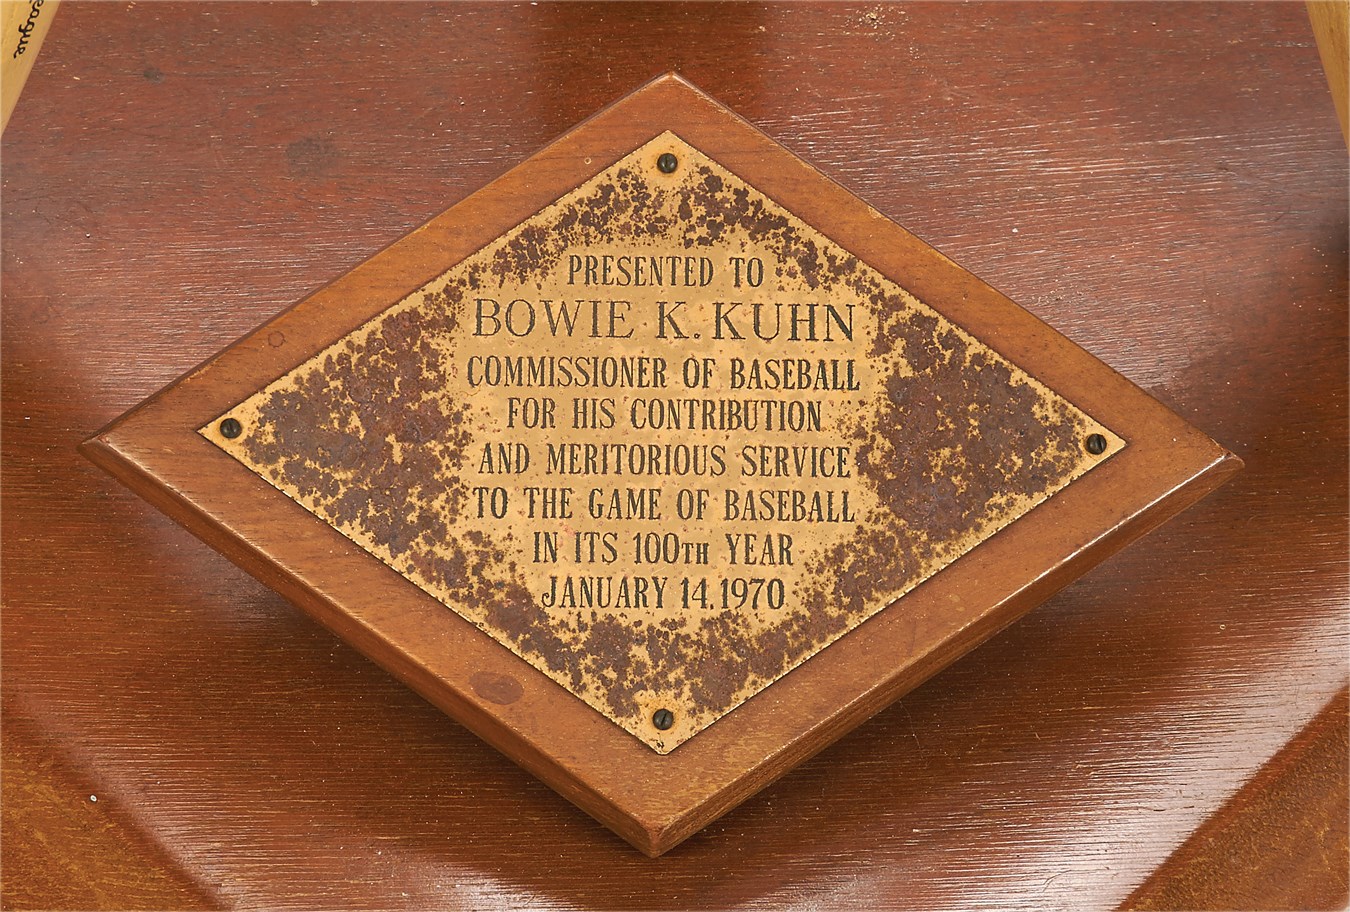 PRESENTED TO
BOWIE K. KUHN
COMMISSIONER OF BASEBALL
FOR HIS CONTRIBUTION
AND MERITORIOUS SERVICE
TO THE GAME OF BASEBALL
IN ITS 100TH YEAR
JANUARY 14, 1970